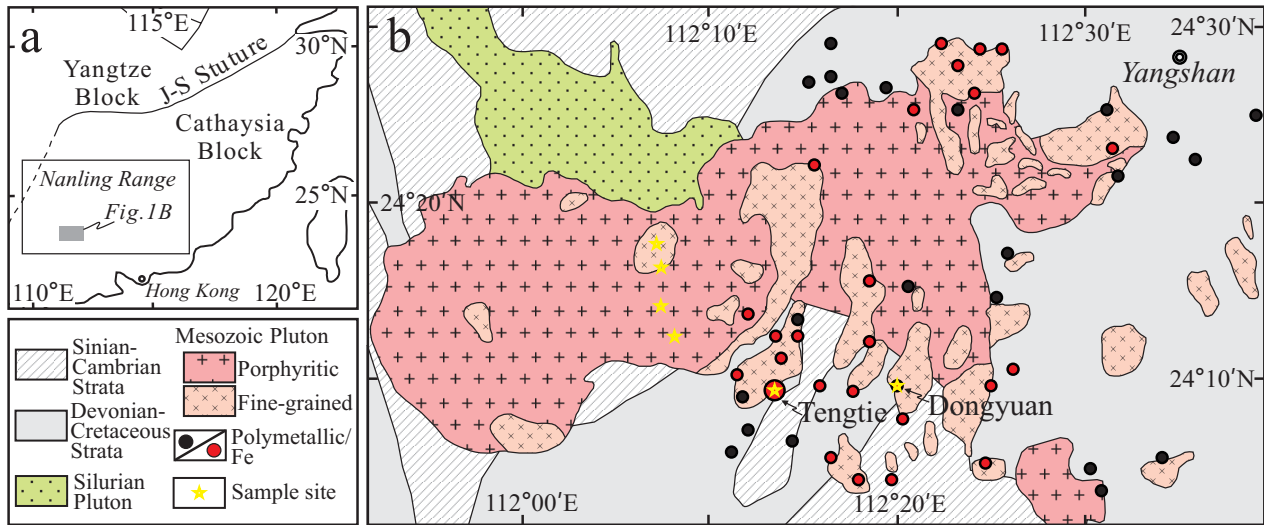 a
115°E
30°N
Yangtze
Block
J-S Stuture
Cathaysia
Block
Nanling Range
Fig.1B
25°N
Hong Kong
110°E
120°E
Sinian-
Cambrian
Strata
Devonian-
Cretaceous
Strata
Silurian
Pluton
Mesozoic Pluton
Porphyritic
Fine-grained
Polymetallic/
Fe
Sample site
b
112°10′E
112°30′E
24°30′N
Yangshan
24°20′N
24°10′N
Tengtie
Dongyuan
112°00′E
112°20′E